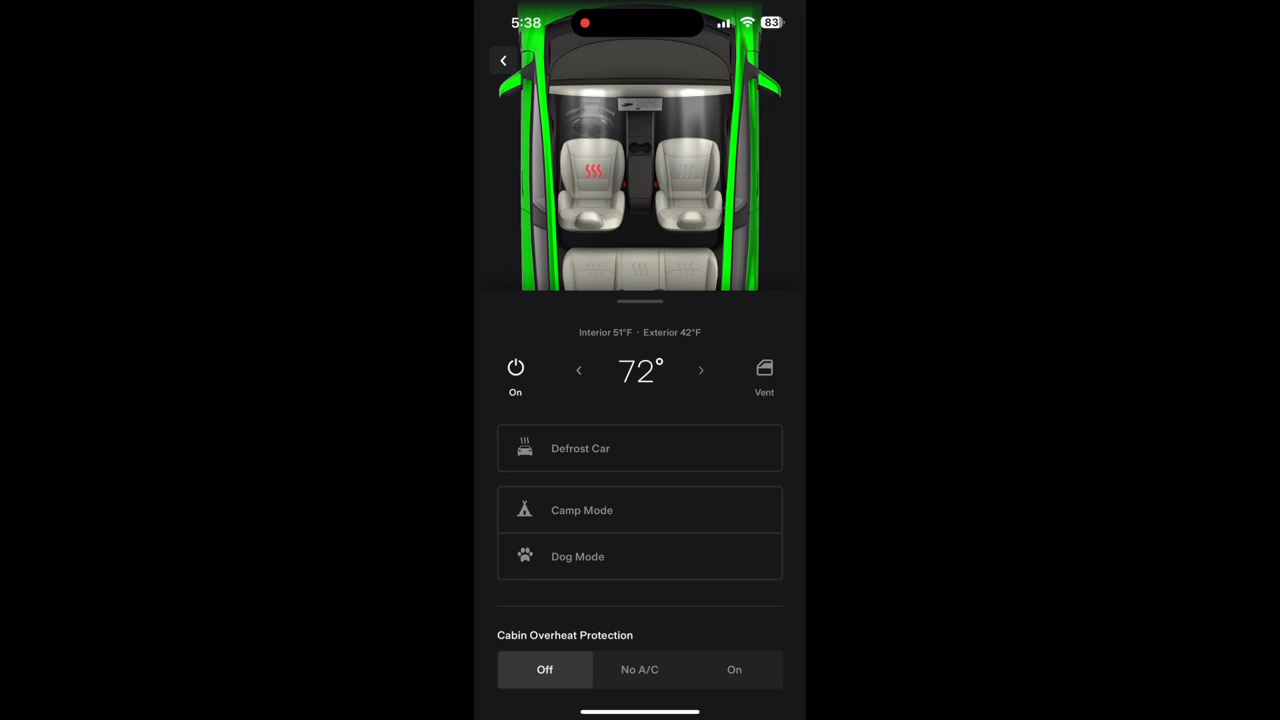 5:38
83
Interior 51°F · Exterior 42°F
72°
On
Vent
Defrost Car
Camp Mode
Dog Mode
Cabin Overheat Protection
Off No A/C On